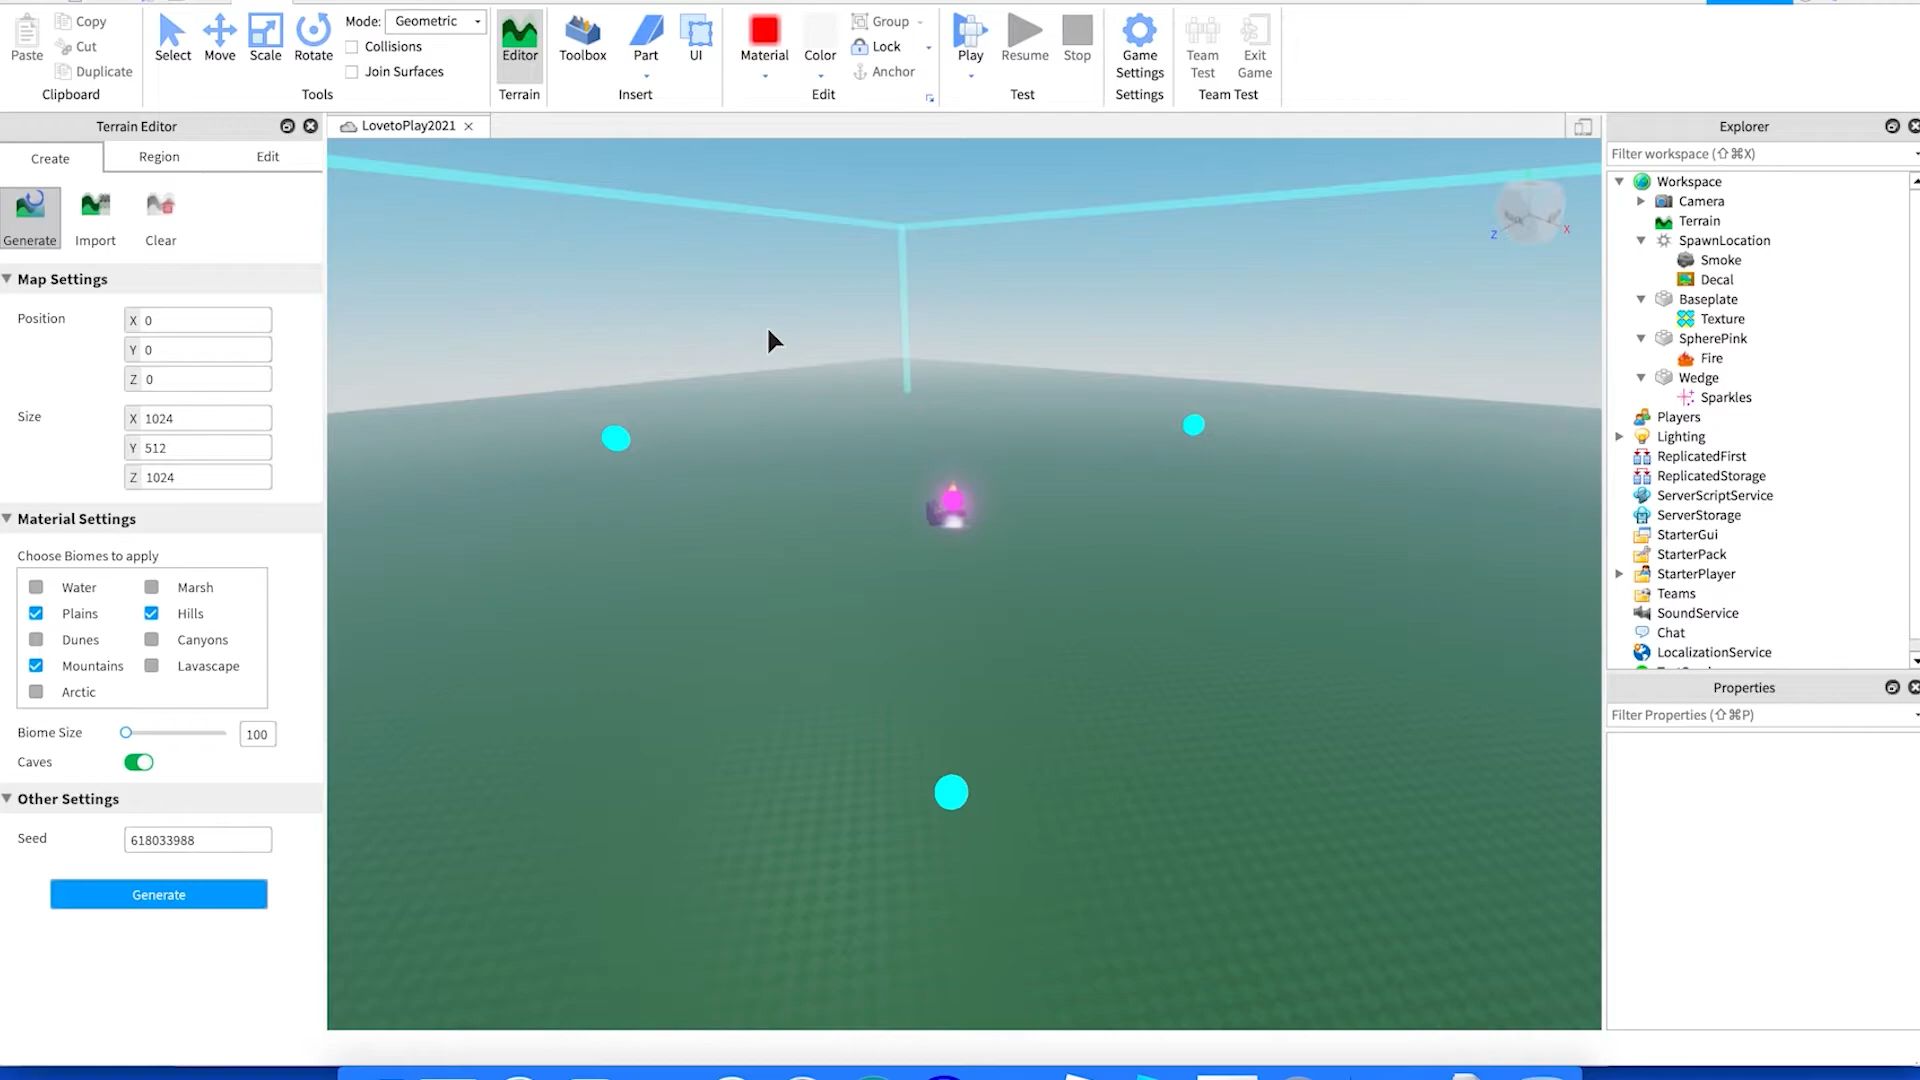 Paste
Copy
Cut
Duplicate
Clipboard
Select
Move
Scale
Rotate
Mode: Geometric
Collisions
Join Surfaces
Tools
Editor
Terrain
Toolbox
Part
UI
Insert
Material
Color
Group
Lock
Anchor
Edit
Play
Resume
Stop
Test
Game
Settings
Settings
Team
Test
Exit
Game
Team Test
Terrain Editor
Create
Region
Edit
Generate
Import
Clear
Map Settings
Position
X 0
Y 0
Z 0
Size
X 1024
Y 512
Z 1024
Material Settings
Choose Biomes to apply
Water
Marsh
Plains
Hills
Dunes
Canyons
Mountains
Lavascape
Arctic
Biome Size
100
Caves
Other Settings
Seed
618033988
Generate
LovetoPlay2021
Z
X
Explorer
Filter workspace (⇧⌘X)
Workspace
Camera
Terrain
SpawnLocation
Smoke
Decal
Baseplate
Texture
SpherePink
Fire
Wedge
Sparkles
Players
Lighting
ReplicatedFirst
ReplicatedStorage
ServerScriptService
ServerStorage
StarterGui
StarterPack
StarterPlayer
Teams
SoundService
Chat
LocalizationService
Properties
Filter Properties (⇧⌘P)